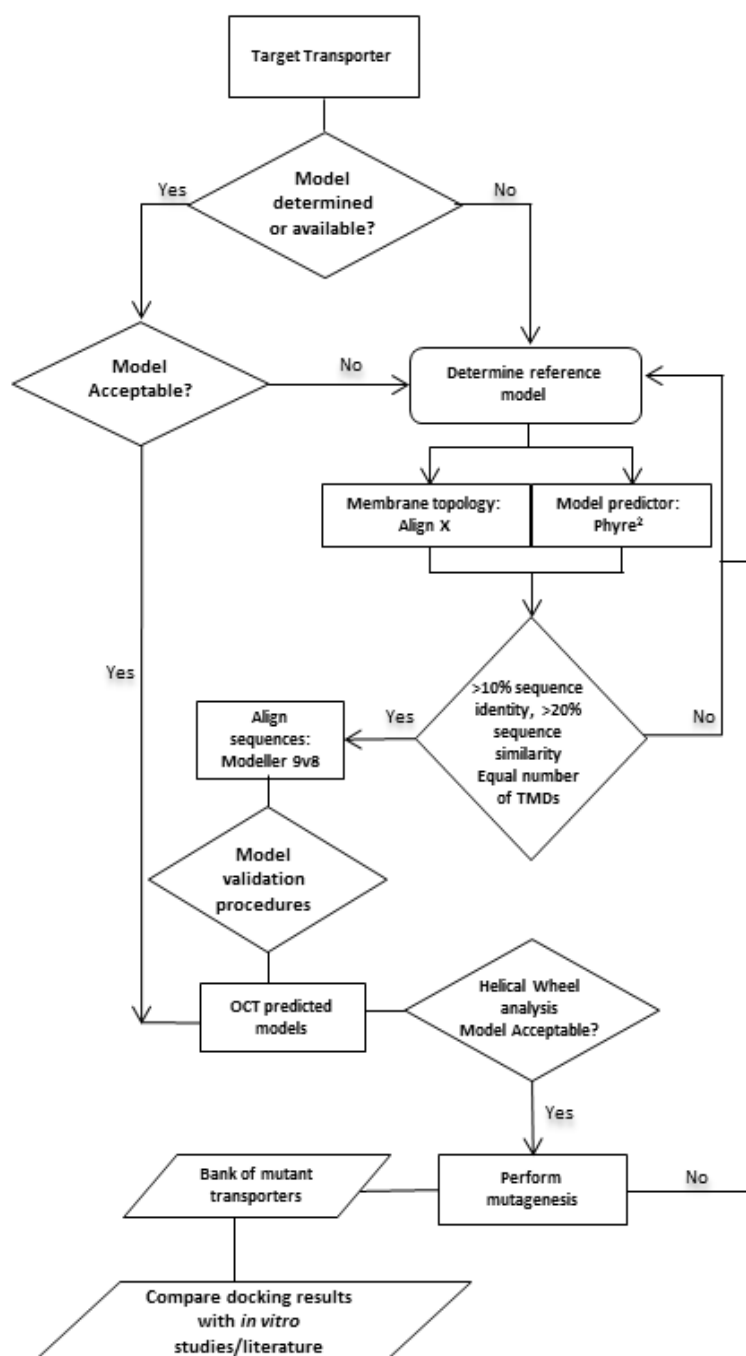 Target Transporter
Yes
Model
determined
or available?
No
Model
Acceptable?
No
Determine reference
model
Membrane topology:
Align X
Model predictor:
Phyre²
Yes
>10% sequence
identity, >20%
sequence
similarity
Equal number
of TMDs
No
Yes
Align
sequences:
Modeller 9v8
Model
validation
procedures
OCT predicted
models
Helical Wheel
analysis
Model Acceptable?
Yes
Bank of mutant
transporters
Perform
mutagenesis
No
Compare docking results
with in vitro
studies/literature